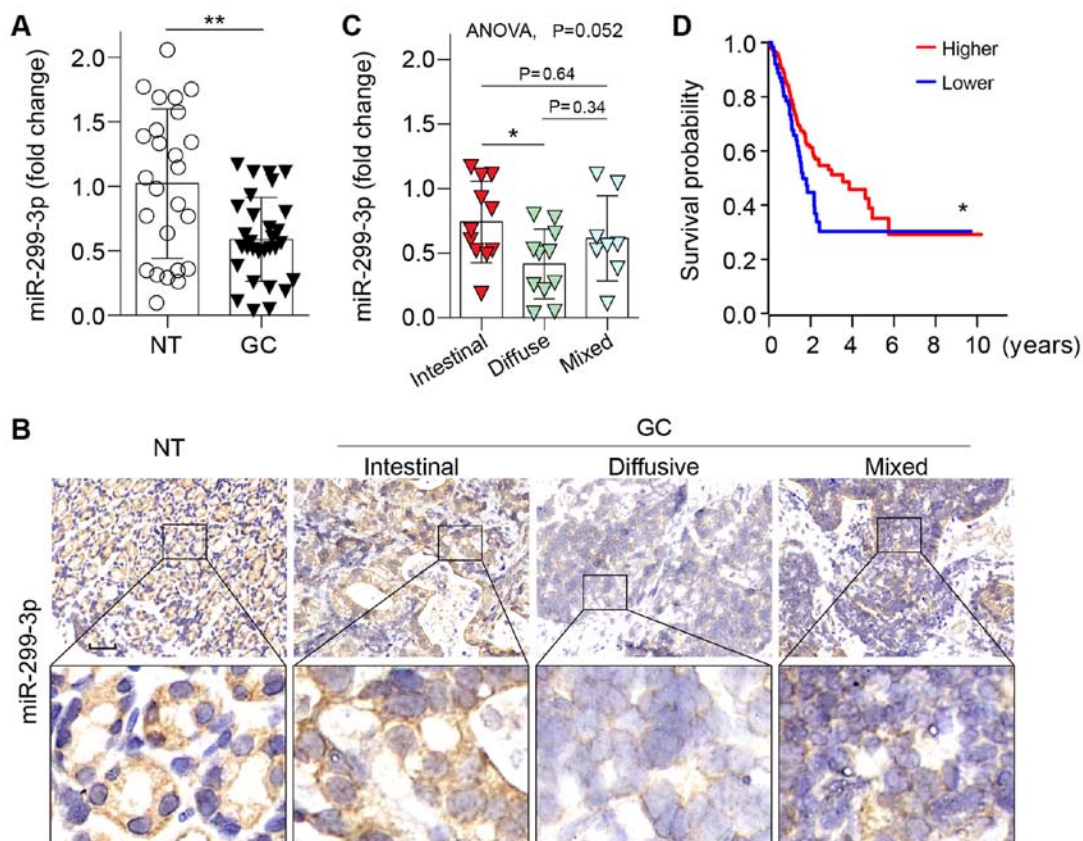 A
miR-299-3p (fold change)
2.0
1.5
1.0
0.5
0.0
**
NT
GC
C
miR-299-3p (fold change)
2.0
1.5
1.0
0.5
0.0
ANOVA, P=0.052
P=0.64
P=0.34
*
Intestinal
Diffuse
Mixed
D
Survival probability
1.0
0.8
0.6
0.4
0.2
0.0
Higher
Lower
*
0 2 4 6 8 10 (years)
B
NT
GC
Intestinal
Diffusive
Mixed
miR-299-3p